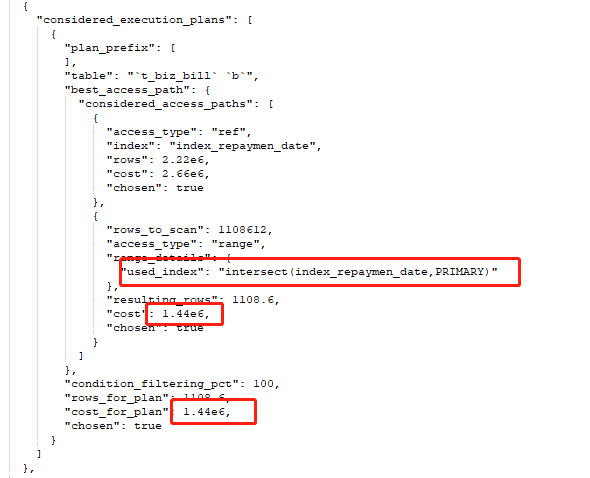 {
"considered_execution_plans": [
{
"plan_prefix": [
],
"table": "`t_biz_bill` `b`",
"best_access_path": {
"considered_access_paths": [
{
"access_type": "ref",
"index": "index_repaymen_date",
"rows": 2.22e6,
"cost": 2.66e6,
"chosen": true
},
{
"rows_to_scan": 1108612,
"access_type": "range",
"range_details": {
"used_index": "intersect(index_repaymen_date,PRIMARY)"
},
"resulting_rows": 1108.6,
"cost": 1.44e6,
"chosen": true
}
]
},
"condition_filtering_pct": 100,
"rows_for_plan": 1108.6,
"cost_for_plan": 1.44e6,
"chosen": true
}
]
},